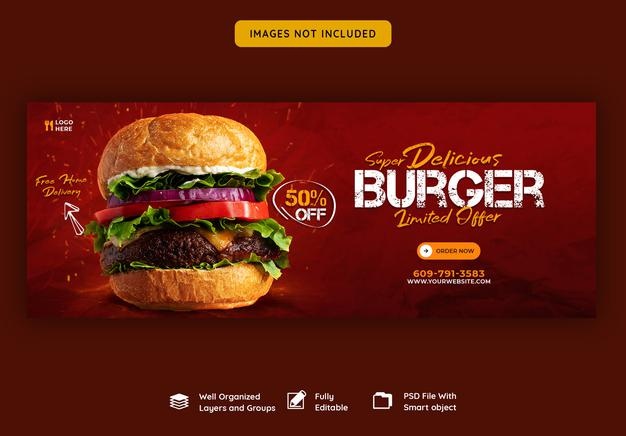 IMAGES NOT INCLUDED
LOGO
HERE
Free Home
Delivery
50%
OFF
Super Delicious
BURGER
Limited Offer
ORDER NOW
609-791-3583
WWW.YOURWEBSITE.COM
Well Organized
Layers and Groups
Fully
Editable
PSD File With
Smart object